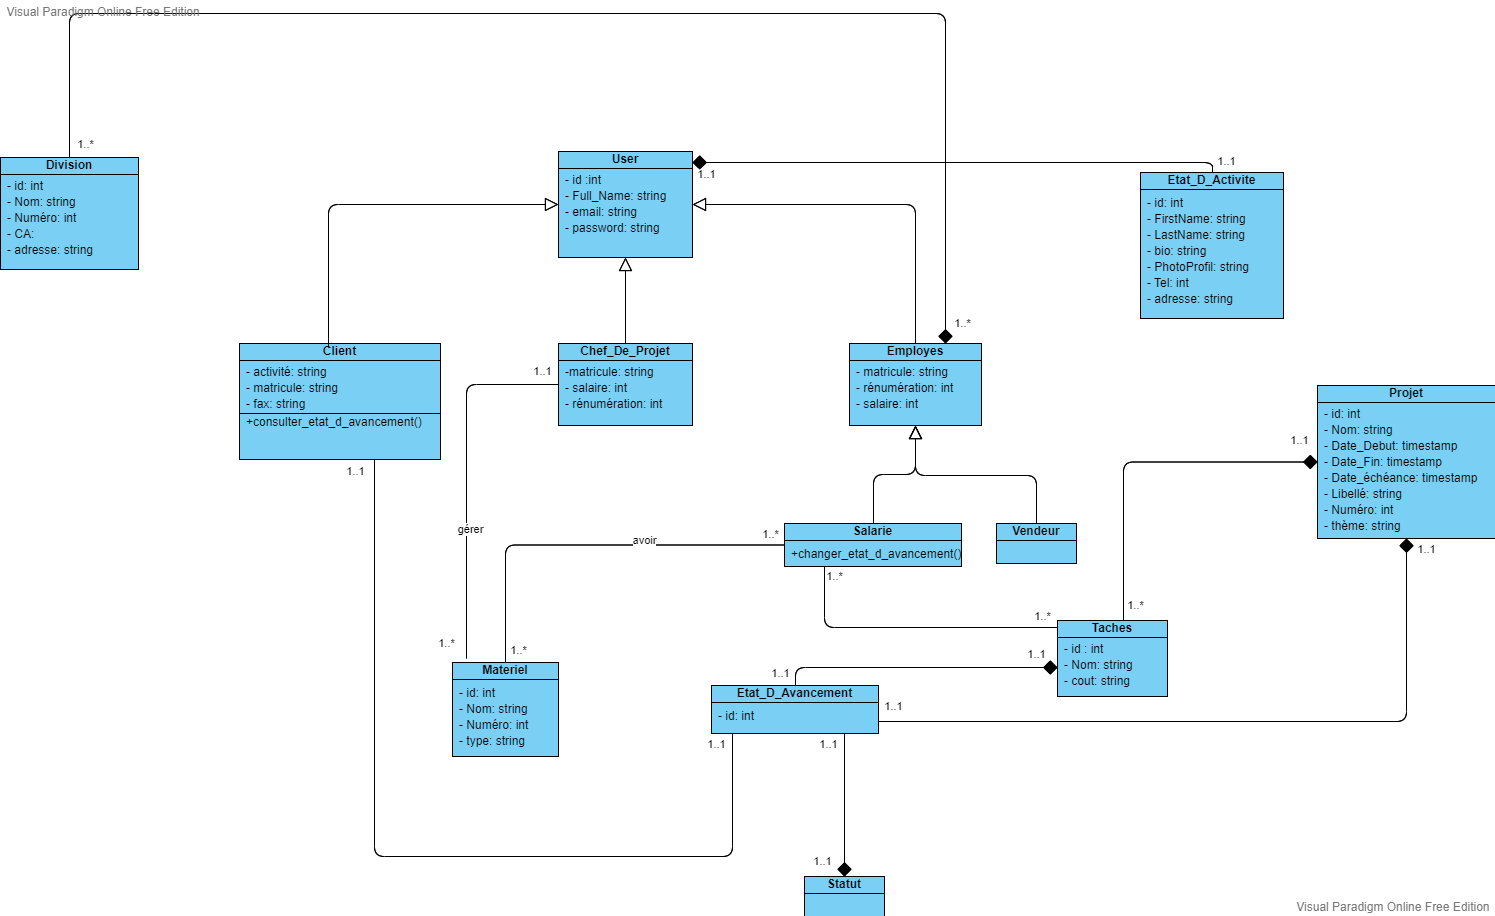 Visual Paradigm Online Free Edition
1..*
Division
- id: int
- Nom: string
- Numéro: int
- CA:
- adresse: string
User
- id :int
- Full_Name: string
- email: string
- password: string
1..1
1..1
Etat_D_Activite
- id: int
- FirstName: string
- LastName: string
- bio: string
- PhotoProfil: string
- Tel: int
- adresse: string
1..*
Client
- activité: string
- matricule: string
- fax: string
+consulter_etat_d_avancement()
1..1
1..1
Chef_De_Projet
-matricule: string
- salaire: int
- rénumération: int
Employes
- matricule: string
- rénumération: int
- salaire: int
Projet
- id: int
- Nom: string
- Date_Debut: timestamp
- Date_Fin: timestamp
- Date_échéance: timestamp
- Libellé: string
- Numéro: int
- thème: string
1..1
1..1
gérer
avoir
1..*
Salarie
+changer_etat_d_avancement()
1..*
Vendeur
1..*
1..*
Taches
- id : int
- Nom: string
- cout: string
1..1
1..*
1..*
Materiel
- id: int
- Nom: string
- Numéro: int
- type: string
1..1
Etat_D_Avancement
- id: int
1..1
1..1
1..1
1..1
Statut
Visual Paradigm Online Free Edition